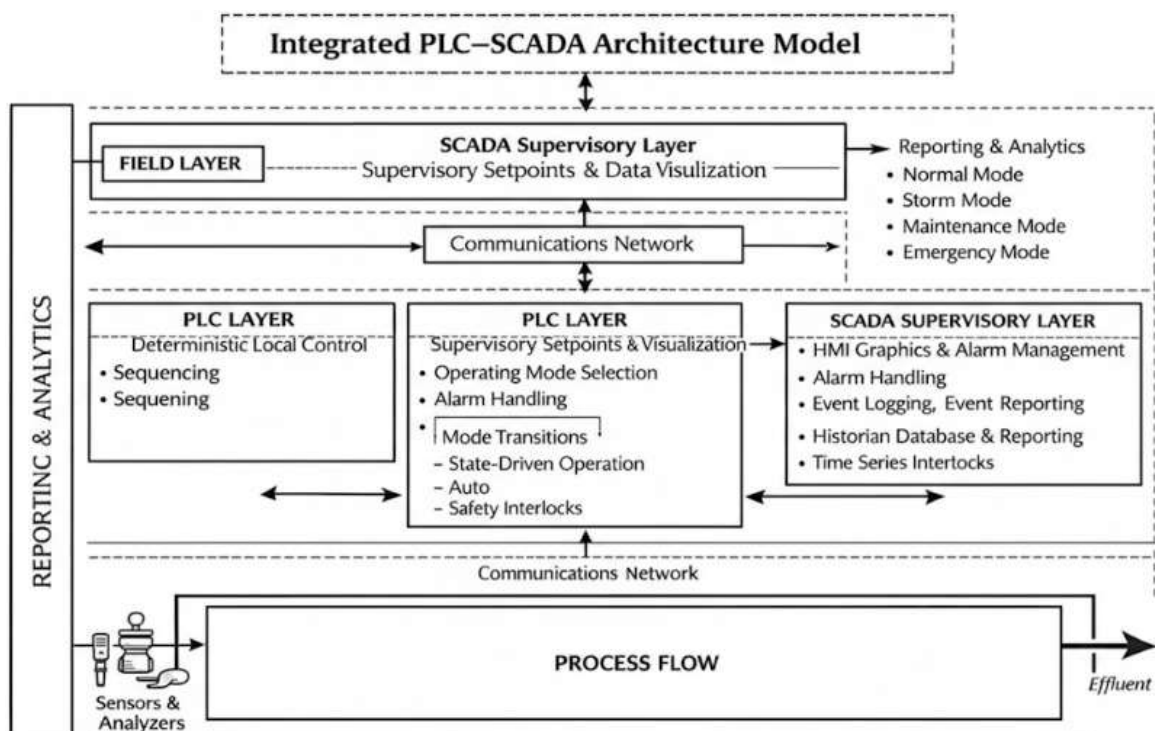 Integrated PLC–SCADA Architecture Model
REPORTINC & ANALYTICS
FIELD LAYER
SCADA Supervisory Layer
Supervisory Setpoints & Data Visulization
Reporting & Analytics
• Normal Mode
• Storm Mode
• Maintenance Mode
• Emergency Mode
Communications Network
PLC LAYER
Deterministic Local Control
• Sequencing
• Sequening
PLC LAYER
Supervisory Setpoints & Visualization
• Operating Mode Selection
• Alarm Handling
• Mode Transitions
– State-Driven Operation
– Auto
– Safety Interlocks
SCADA SUPERVISORY LAYER
• HMI Graphics & Alarm Management
• Alarm Handling
• Event Logging, Event Reporting
• Historian Database & Reporting
• Time Series Intertocks
Communications Network
Sensors &
Analyzers
PROCESS FLOW
Effluent